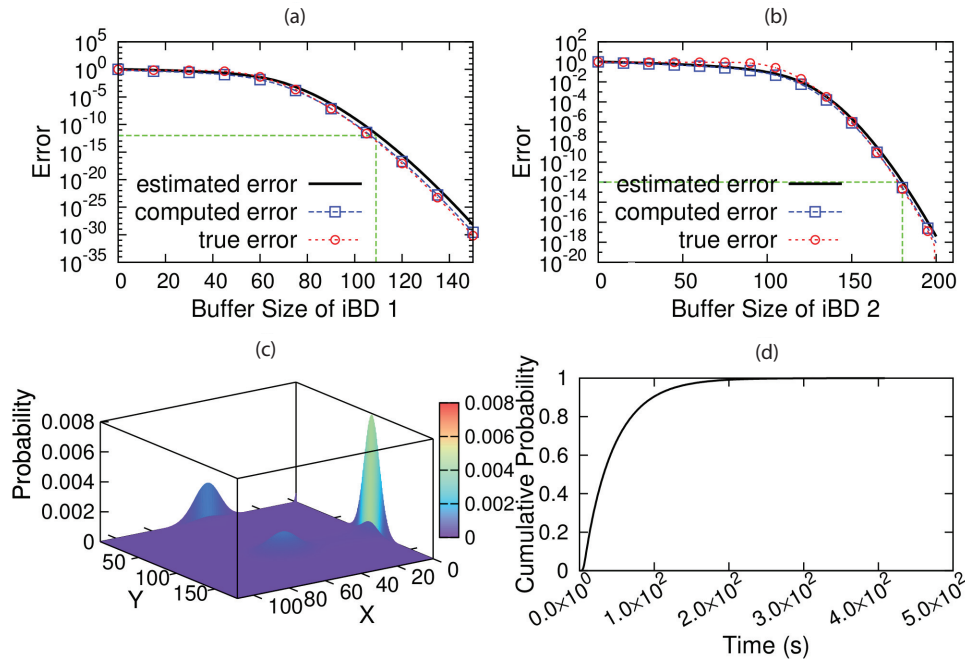 (a)
10^5
10^0
10^-5
10^-10
10^-15
10^-20
10^-25
10^-30
10^-35
Error
estimated error
computed error
true error
0 20 40 60 80 100 120 140
Buffer Size of iBD 1
(b)
10^2
10^0
10^-2
10^-4
10^-6
10^-8
10^-10
10^-12
10^-14
10^-16
10^-18
10^-20
Error
estimated error
computed error
true error
0 50 100 150 200
Buffer Size of iBD 2
(c)
Probability
0.008
0.006
0.004
0.002
0
50
100
150
Y
100
80
60
40
20
0
X
0.008
0.006
0.004
0.002
0
(d)
Cumulative Probability
1
0.8
0.6
0.4
0.2
0
0.0×10^0
1.0×10^2
2.0×10^2
3.0×10^2
4.0×10^2
5.0×10^2
Time (s)